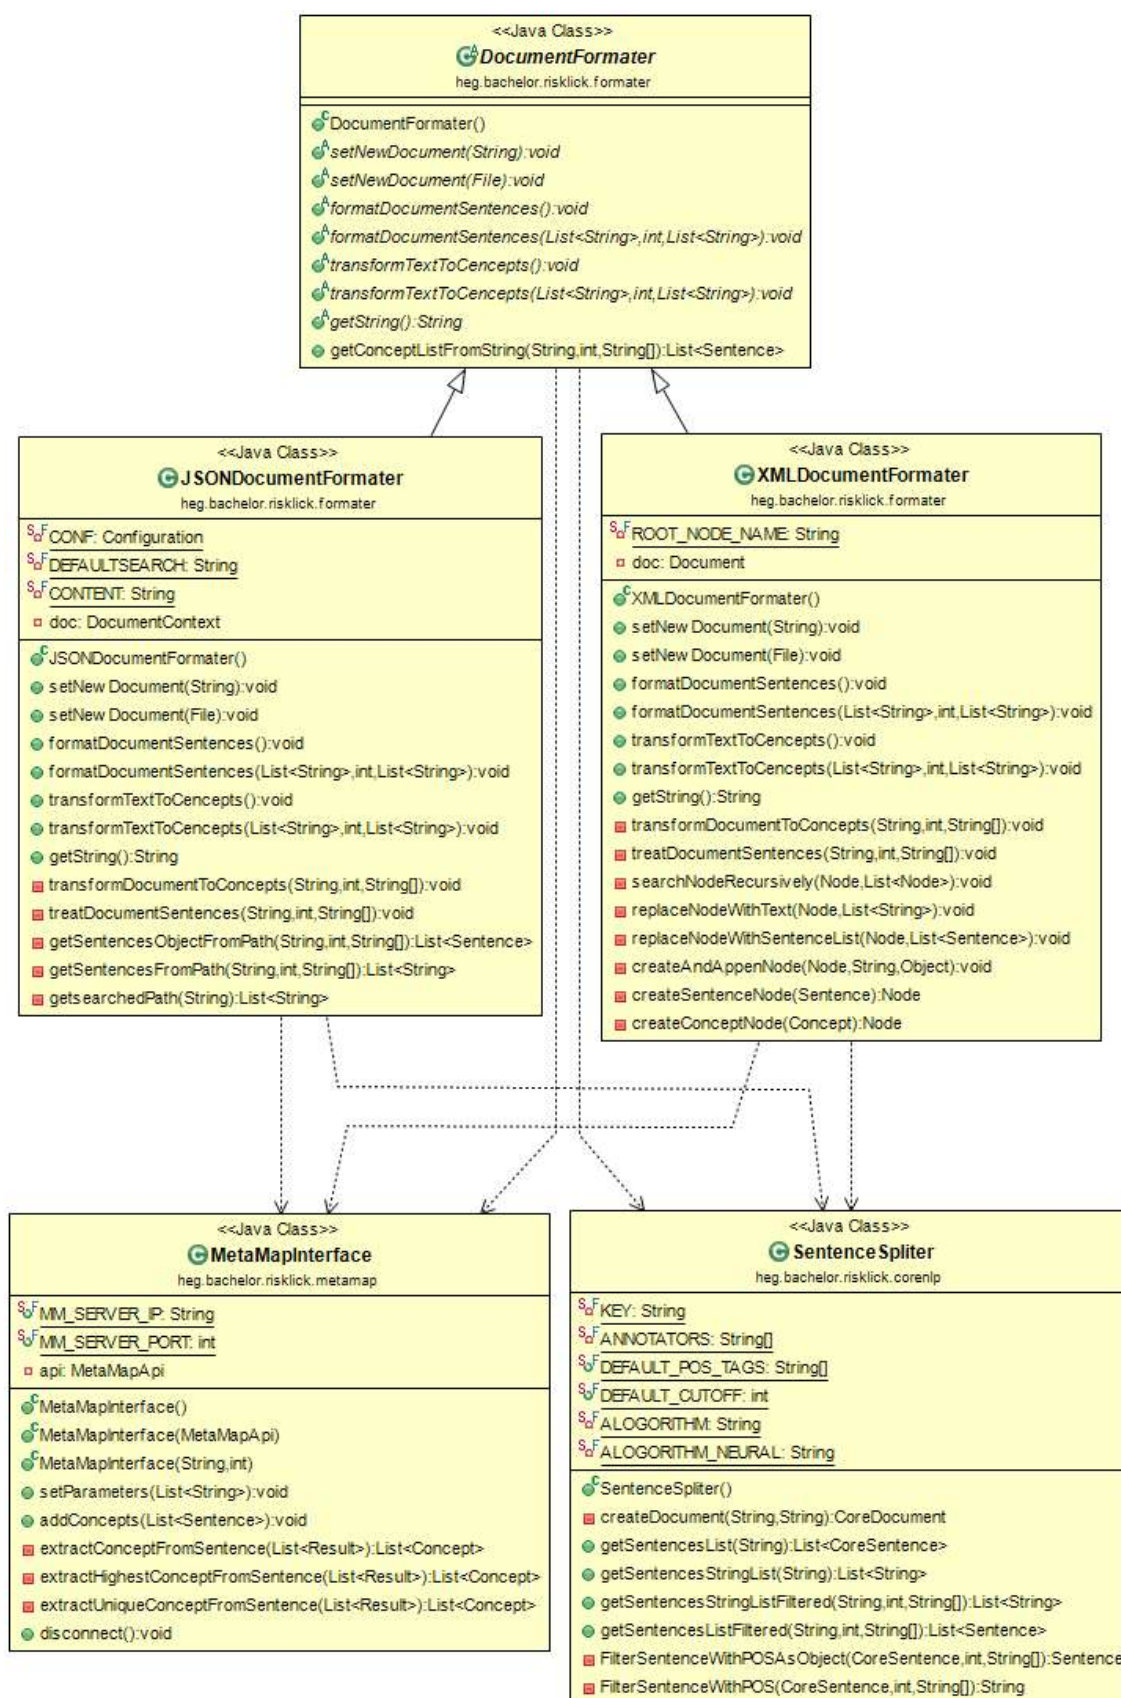 <<Java Class>>
DocumentFormater
heg.bachelor.risklick.formater
DocumentFormater()
setNewDocument(String):void
setNewDocument(File):void
formatDocumentSentences():void
formatDocumentSentences(List<String>,int,List<String>):void
transformTextToCencepts():void
transformTextToCencepts(List<String>,int,List<String>):void
getString():String
getConceptListFromString(String,int,String[]):List<Sentence>
<<Java Class>>
JSONDocumentFormater
heg.bachelor.risklick.formater
CONF: Configuration
DEFAULTSEARCH: String
CONTENT: String
doc: DocumentContext
JSONDocumentFormater()
setNewDocument(String):void
setNewDocument(File):void
formatDocumentSentences():void
formatDocumentSentences(List<String>,int,List<String>):void
transformTextToCencepts():void
transformTextToCencepts(List<String>,int,List<String>):void
getString():String
transformDocumentToConcepts(String,int,String[]):void
treatDocumentSentences(String,int,String[]):void
getSentencesObjectFromPath(String,int,String[]):List<Sentence>
getSentencesFromPath(String,int,String[]):List<String>
getsearchedPath(String):List<String>
<<Java Class>>
XMLDocumentFormater
heg.bachelor.risklick.formater
ROOT_NODE_NAME: String
doc: Document
XMLDocumentFormater()
setNewDocument(String):void
setNewDocument(File):void
formatDocumentSentences():void
formatDocumentSentences(List<String>,int,List<String>):void
transformTextToCencepts():void
transformTextToCencepts(List<String>,int,List<String>):void
getString():String
transformDocumentToConcepts(String,int,String[]):void
treatDocumentSentences(String,int,String[]):void
searchNodeRecursively(Node,List<Node>):void
replaceNodeWithText(Node,List<String>):void
replaceNodeWithSentenceList(Node,List<Sentence>):void
createAndAppenNode(Node,String,Object):void
createSentenceNode(Sentence):Node
createConceptNode(Concept):Node
<<Java Class>>
MetaMapInterface
heg.bachelor.risklick.metamap
MM_SERVER_IP: String
MM_SERVER_PORT: int
api: MetaMapApi
MetaMapInterface()
MetaMapInterface(MetaMapApi)
MetaMapInterface(String,int)
setParameters(List<String>):void
addConcepts(List<Sentence>):void
extractConceptFromSentence(List<Result>):List<Concept>
extractHighestConceptFromSentence(List<Result>):List<Concept>
extractUniqueConceptFromSentence(List<Result>):List<Concept>
disconnect():void
<<Java Class>>
SentenceSpliter
heg.bachelor.risklick.corenlp
KEY: String
ANNOTATORS: String[]
DEFAULT_POS_TAGS: String[]
DEFAULT_CUTOFF: int
ALOGORITHM: String
ALOGORITHM_NEURAL: String
SentenceSpliter()
createDocument(String,String):CoreDocument
getSentencesList(String):List<CoreSentence>
getSentencesStringList(String):List<String>
getSentencesStringListFiltered(String,int,String[]):List<String>
getSentencesListFiltered(String,int,String[]):List<Sentence>
FilterSentenceWithPOSAsObject(CoreSentence,int,String[]):Sentence
FilterSentenceWithPOS(CoreSentence,int,String[]):String